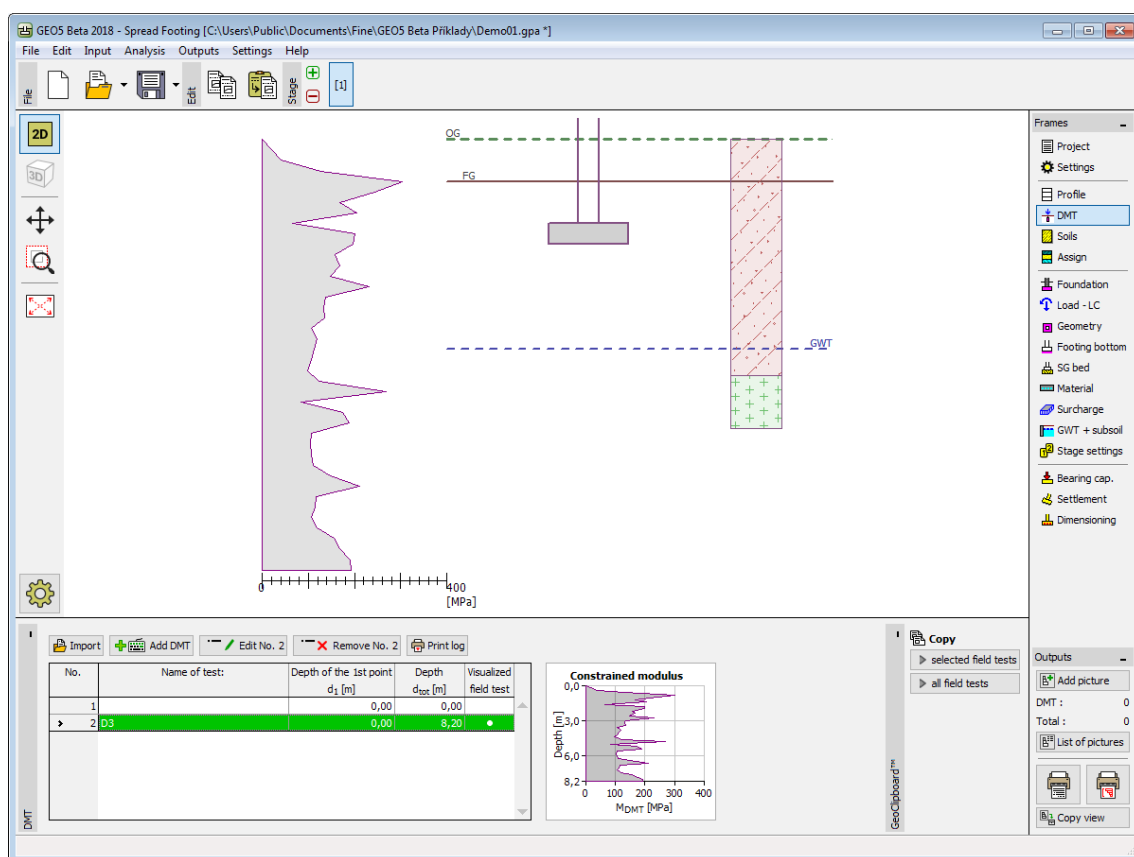 GEO5 Beta 2018 - Spread Footing [C:\Users\Public\Documents\Fine\GEO5 Beta Příklady\Demo01.gpa *]
File Edit Input Analysis Outputs Settings Help
File
Edit
Stage
[1]
2D
3D
OG
FG
GWT
0
400
[MPa]
Frames
Project
Settings
Profile
DMT
Soils
Assign
Foundation
Load - LC
Geometry
Footing bottom
SG bed
Material
Surcharge
GWT + subsoil
Stage settings
Bearing cap.
Settlement
Dimensioning
DMT
Import Add DMT Edit No. 2 Remove No. 2 Print log
No. Name of test: Depth of the 1st point Depth Visualized
d1 [m] dtot [m] field test
1 0,00 0,00
> 2 D3 0,00 8,20
Constrained modulus
0,0
3,0
6,0
8,2
Depth [m]
0 100 200 300 400
MDMT [MPa]
GeoClipboard™
Copy
selected field tests
all field tests
Outputs
Add picture
DMT : 0
Total : 0
List of pictures
Copy view